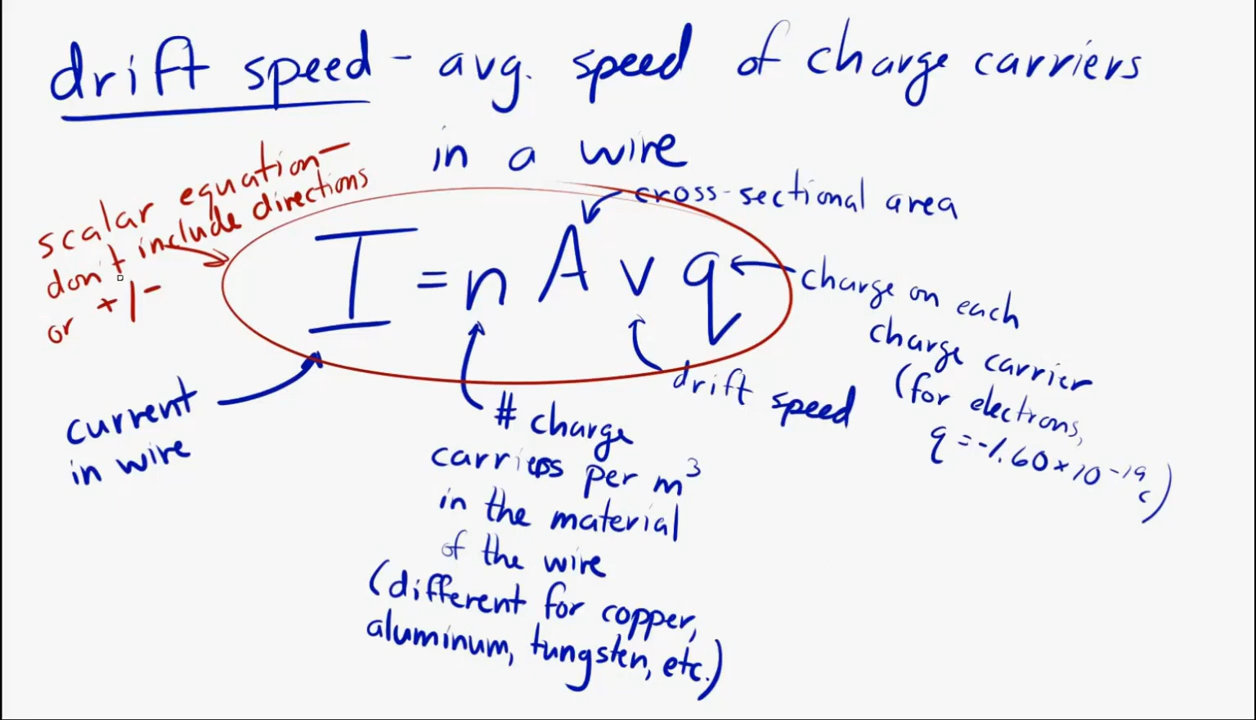 drift speed - avg. speed of charge carriers
in a wire
scalar equation-
don't include directions
or +/-
cross-sectional area
I = n A v q
charge on each
charge carrier
(for electrons,
q = -1.60 × 10⁻¹⁹ C)
drift speed
current
in wire
# charge
carriers per m³
in the material
of the wire
(different for copper,
aluminum, tungsten, etc.)